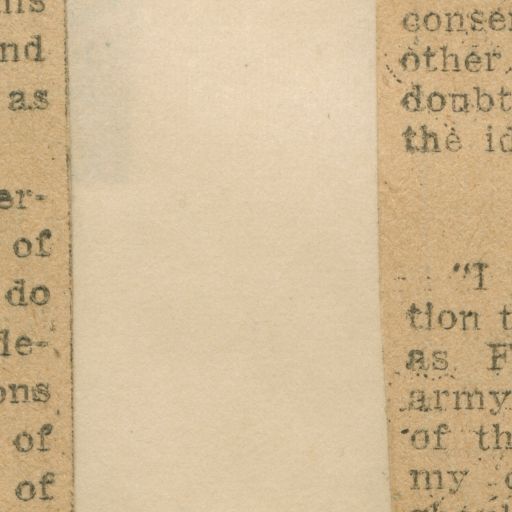 nd
as
er-
of
do
le-
ons
of
of
conse
other,
doubt
the id
"I
tion t
as F
army
of th
my